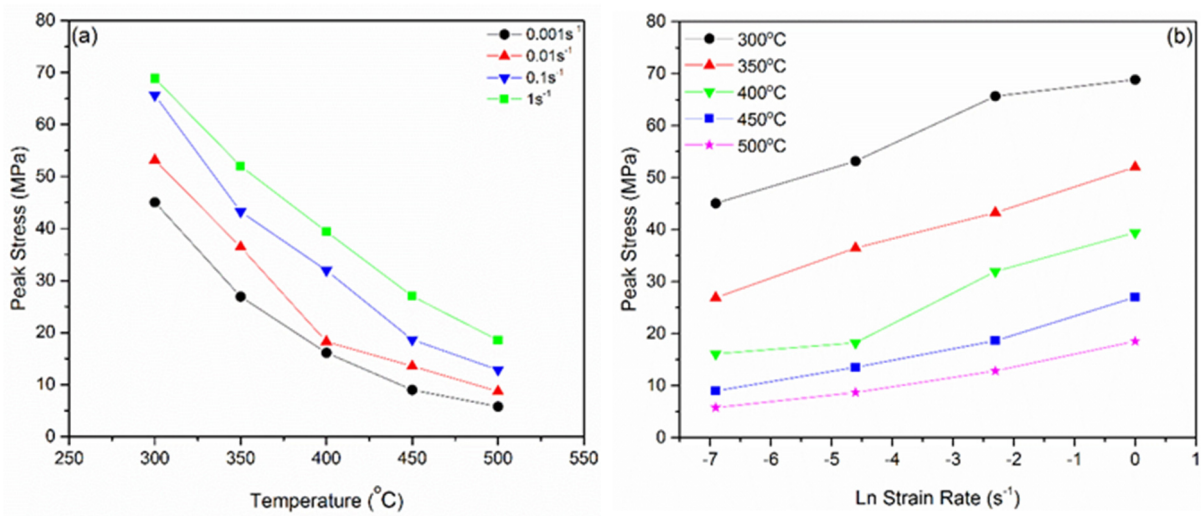 (a)
0.001s⁻¹
0.01s⁻¹
0.1s⁻¹
1s⁻¹
80
70
60
50
40
30
20
10
0
Peak Stress (MPa)
250 300 350 400 450 500 550
Temperature (°C)
(b)
300°C
350°C
400°C
450°C
500°C
80
70
60
50
40
30
20
10
0
Peak Stress (MPa)
-7 -6 -5 -4 -3 -2 -1 0 1
Ln Strain Rate (s⁻¹)